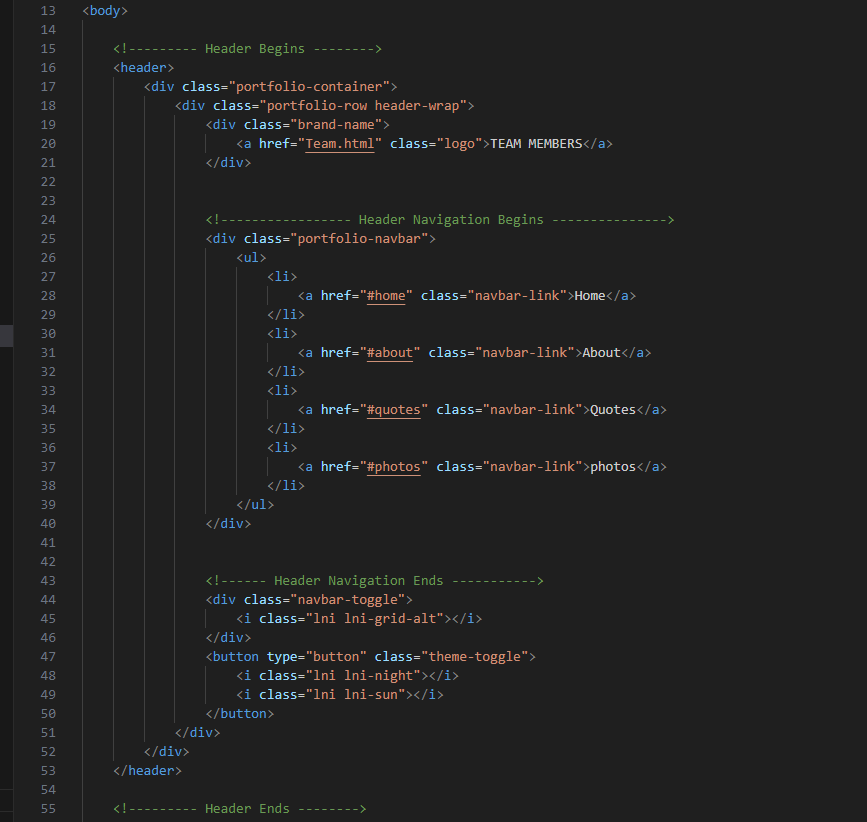 13 <body>
14
15 <!--------- Header Begins -------->
16 <header>
17 <div class="portfolio-container">
18 <div class="portfolio-row header-wrap">
19 <div class="brand-name">
20 <a href="Team.html" class="logo">TEAM MEMBERS</a>
21 </div>
22
23
24 <!----------------- Header Navigation Begins --------------->
25 <div class="portfolio-navbar">
26 <ul>
27 <li>
28 <a href="#home" class="navbar-link">Home</a>
29 </li>
30 <li>
31 <a href="#about" class="navbar-link">About</a>
32 </li>
33 <li>
34 <a href="#quotes" class="navbar-link">Quotes</a>
35 </li>
36 <li>
37 <a href="#photos" class="navbar-link">photos</a>
38 </li>
39 </ul>
40 </div>
41
42
43 <!------ Header Navigation Ends ----------->
44 <div class="navbar-toggle">
45 <i class="lni lni-grid-alt"></i>
46 </div>
47 <button type="button" class="theme-toggle">
48 <i class="lni lni-night"></i>
49 <i class="lni lni-sun"></i>
50 </button>
51 </div>
52 </div>
53 </header>
54
55 <!--------- Header Ends -------->